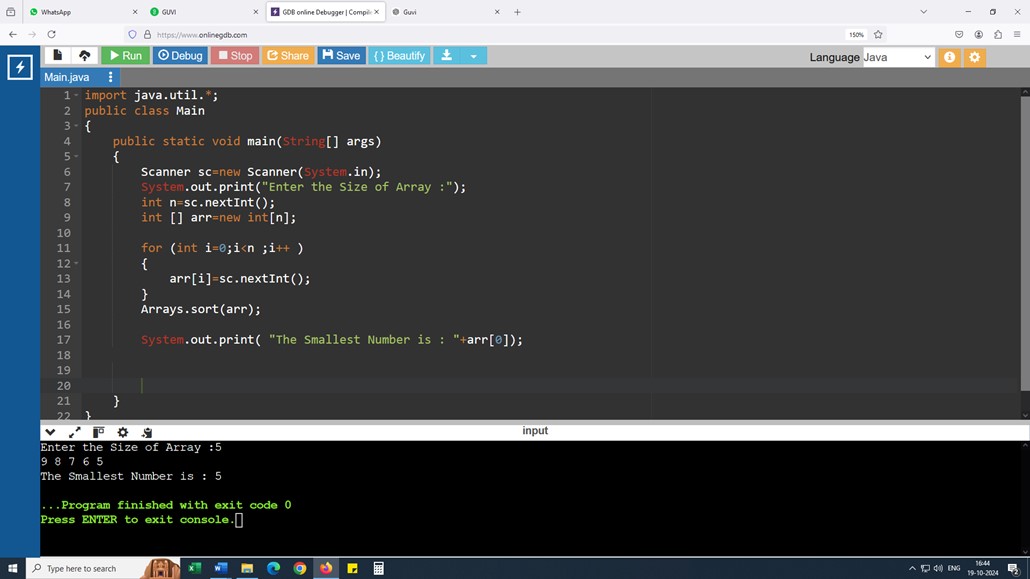 WhatsApp
GUVI
GDB online Debugger | Compile
Guvi
https://www.onlinegdb.com
150%
Run
Debug
Stop
Share
Save
{ } Beautify
Language Java
Main.java
1 import java.util.*;
2 public class Main
3 {
4 public static void main(String[] args)
5 {
6 Scanner sc=new Scanner(System.in);
7 System.out.print("Enter the Size of Array :");
8 int n=sc.nextInt();
9 int [] arr=new int[n];
10
11 for (int i=0;i<n ;i++ )
12 {
13 arr[i]=sc.nextInt();
14 }
15 Arrays.sort(arr);
16
17 System.out.print( "The Smallest Number is : "+arr[0]);
18
19
20
21 }
22 }
input
Enter the Size of Array :5
9 8 7 6 5
The Smallest Number is : 5
...Program finished with exit code 0
Press ENTER to exit console.
Type here to search
ENG
16:44
19-10-2024
2